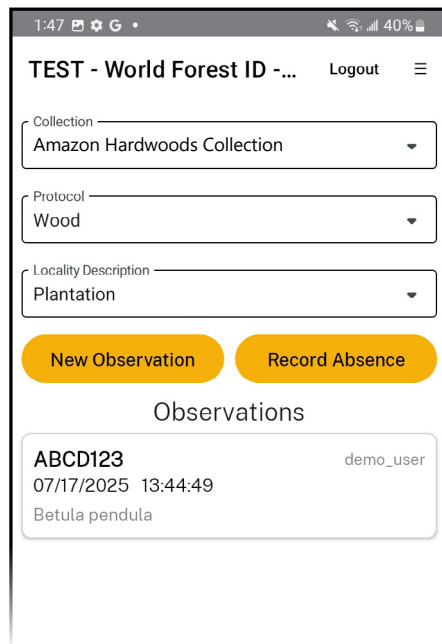 1:47 G • 40%
TEST - World Forest ID -... Logout
Collection
Amazon Hardwoods Collection
Protocol
Wood
Locality Description
Plantation
New Observation Record Absence
Observations
ABCD123 demo_user
07/17/2025 13:44:49
Betula pendula